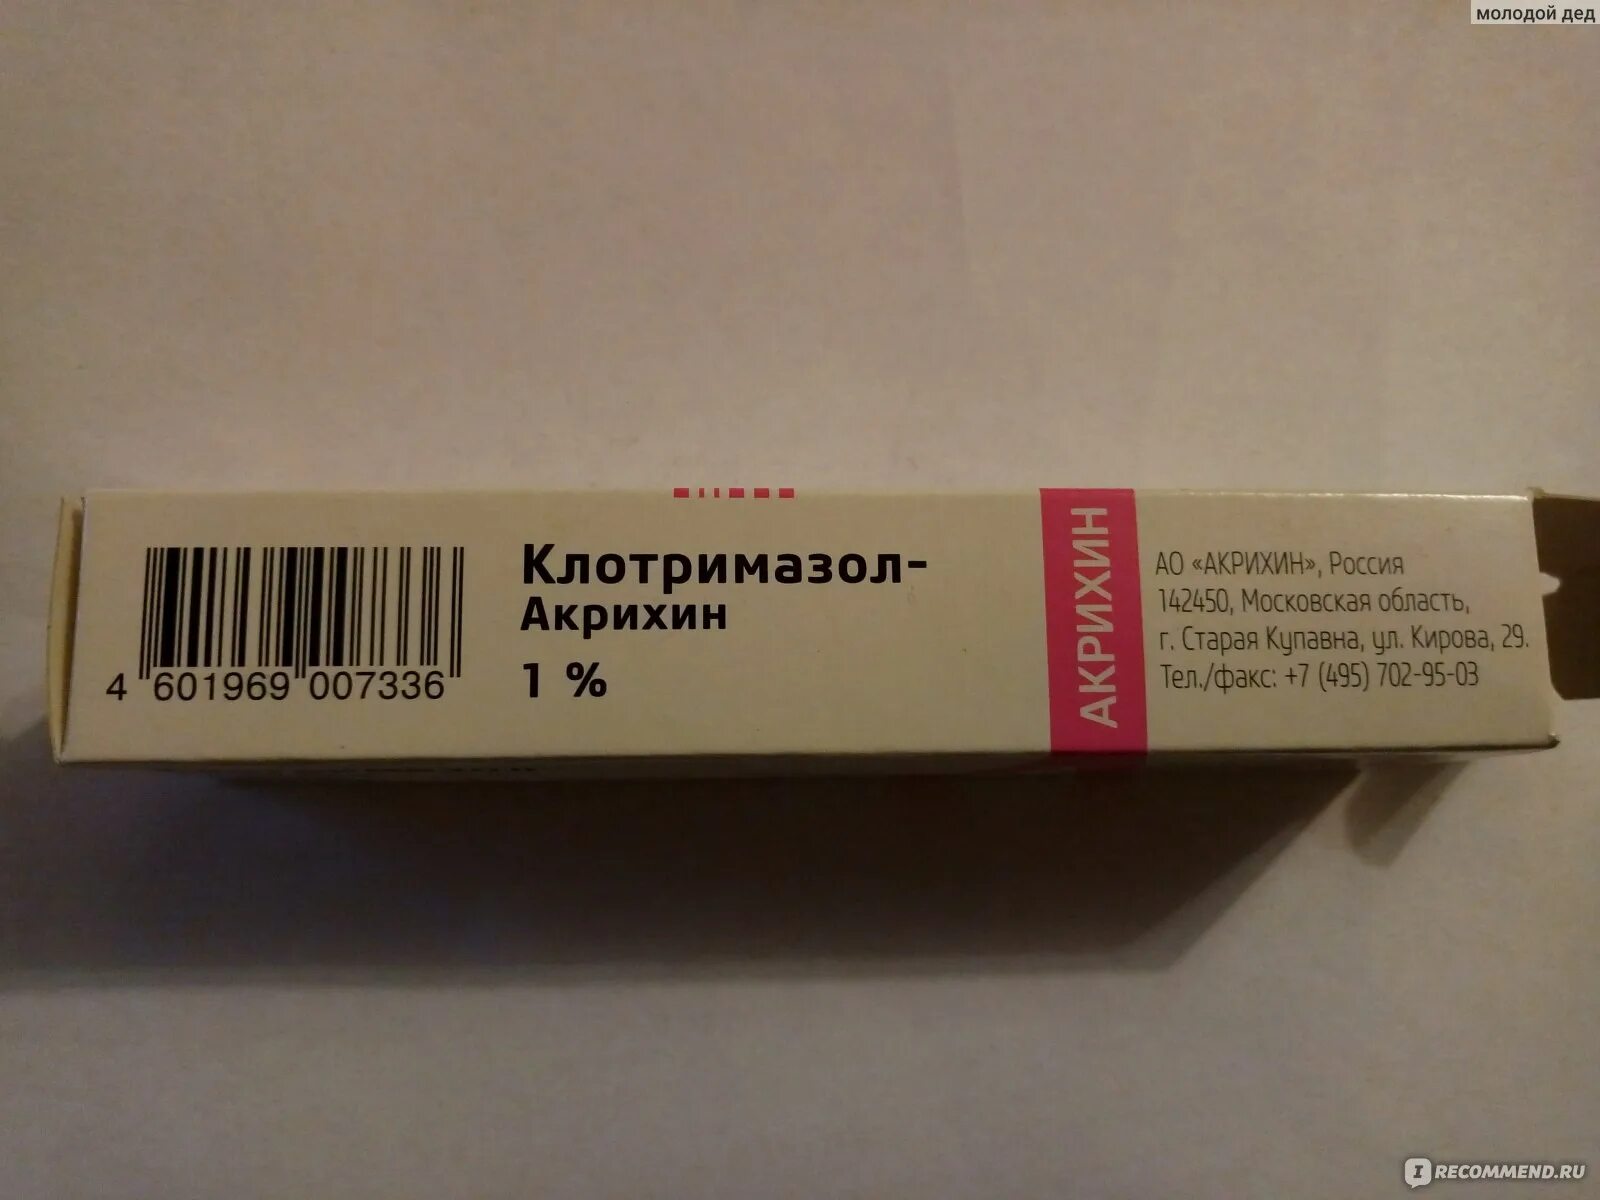 молодой дед
Клотримазол-
Акрихин
1 %
4 601969 007336
АКРИХИН
АО «АКРИХИН», Россия
142450, Московская область,
г. Старая Купавна, ул. Кирова, 29.
Тел./факс: +7 (495) 702-95-03
IRECOMMEND.RU